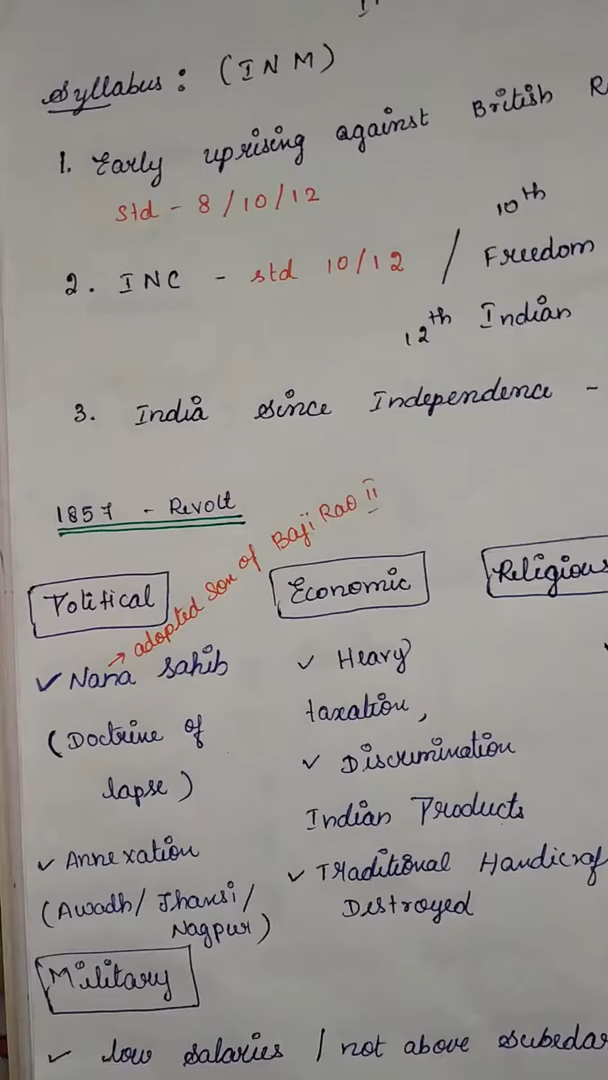 Syllabus : (INM)
1. Early uprising against British R
Std - 8/10/12
10th
2. INC - std 10/12 / Freedom
12th Indian
3. India since Independence -
1857 - Revolt
→ adopted son of Baji Rao II
Political
Economic
Religious
✓ Nana Sahib
(Doctrine of
lapse)
✓ Annexation
(Awadh/ Jhansi/
Nagpur)
✓ Heavy
taxation,
✓ Discrimination
Indian Products
✓ Traditional Handicraf
Destroyed
Military
✓ low salaries / not above subedar